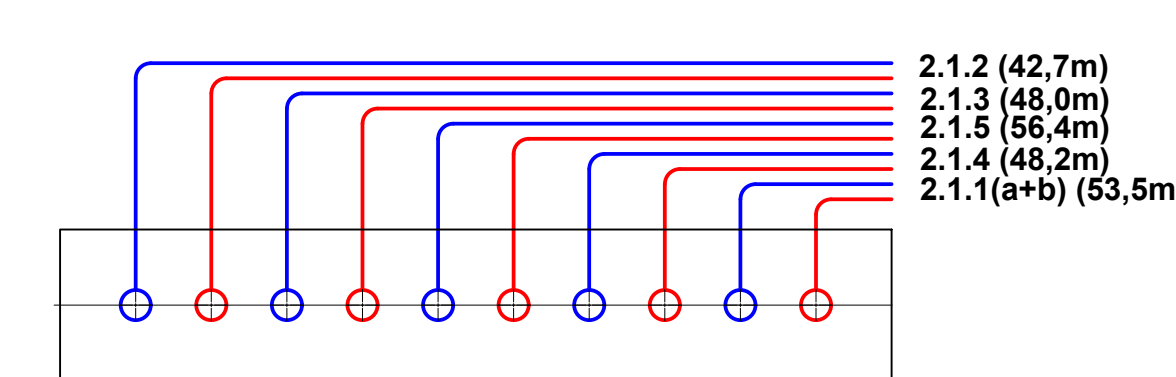 2.1.2 (42,7m)
2.1.3 (48,0m)
2.1.5 (56,4m)
2.1.4 (48,2m)
2.1.1(a+b) (53,5m